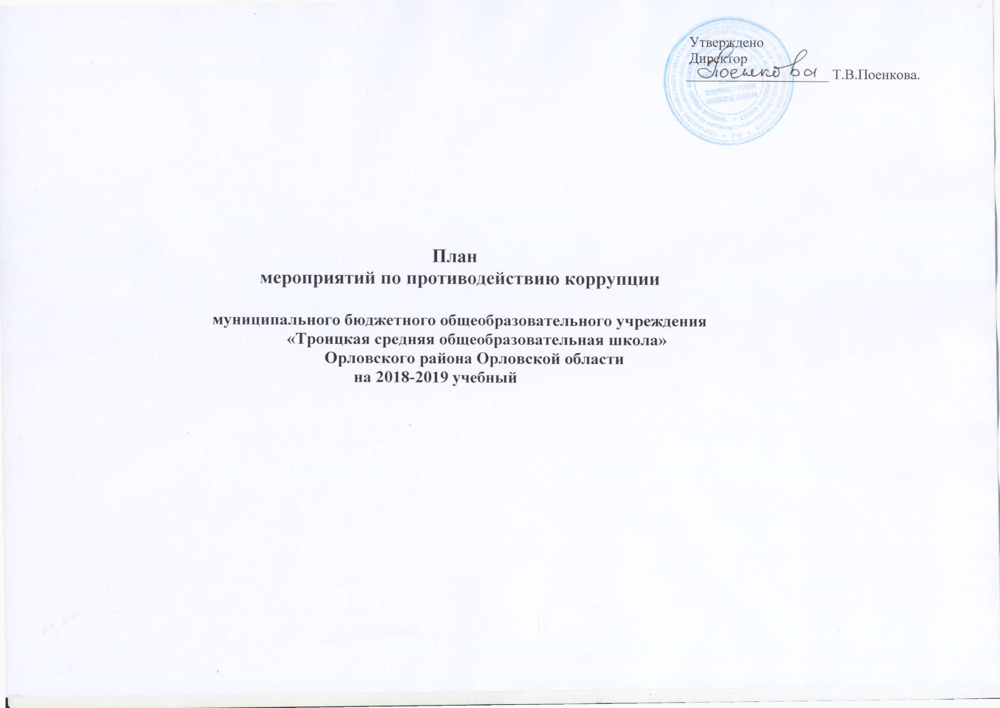 Утверждено
Директор
Поенкова Т.В.Поенкова.
План
мероприятий по противодействию коррупции
муниципального бюджетного общеобразовательного учреждения
«Троицкая средняя общеобразовательная школа»
Орловского района Орловской области
на 2018-2019 учебный